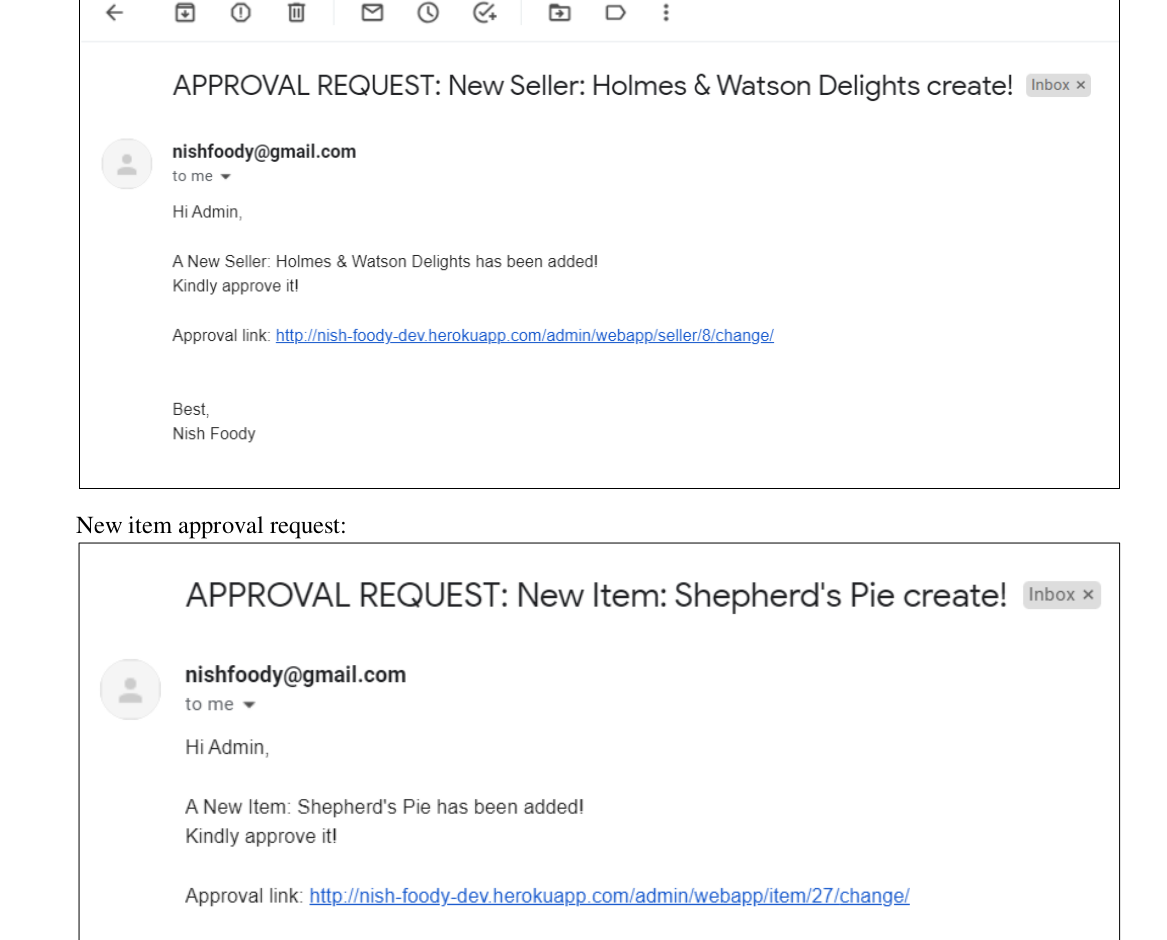 APPROVAL REQUEST: New Seller: Holmes & Watson Delights create! Inbox ×
nishfoody@gmail.com
to me
Hi Admin,
A New Seller: Holmes & Watson Delights has been added!
Kindly approve it!
Approval link: http://nish-foody-dev.herokuapp.com/admin/webapp/seller/8/change/
Best,
Nish Foody
New item approval request:
APPROVAL REQUEST: New Item: Shepherd's Pie create! Inbox ×
nishfoody@gmail.com
to me
Hi Admin,
A New Item: Shepherd's Pie has been added!
Kindly approve it!
Approval link: http://nish-foody-dev.herokuapp.com/admin/webapp/item/27/change/